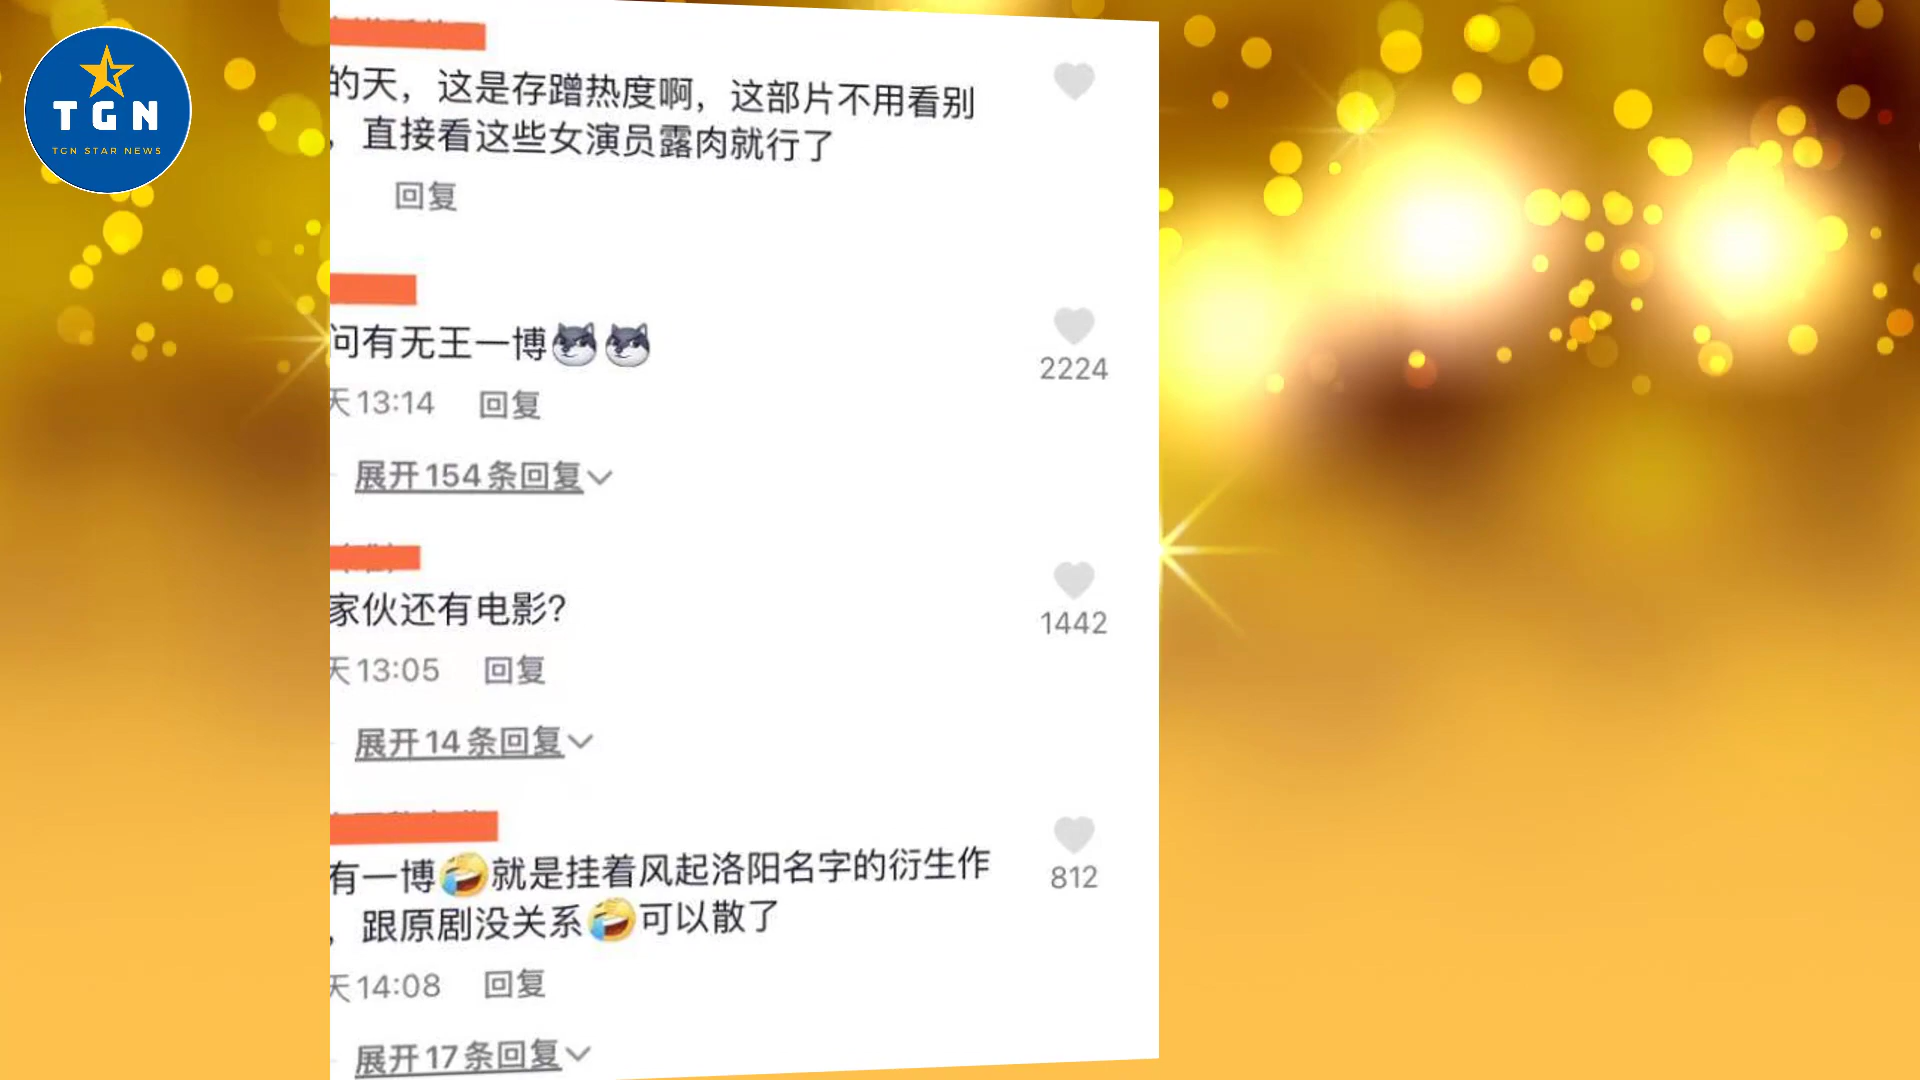 TGN
TGN STAR NEWS
的天，这是存蹭热度啊，这部片不用看别
，直接看这些女演员露肉就行了
回复
问有无王一博
2224
天13:14 回复
展开154条回复
家伙还有电影?
1442
天13:05 回复
展开14条回复
有一博🤣就是挂着风起洛阳名字的衍生作
，跟原剧没关系🤣可以散了
812
天14:08 回复
展开17条回复